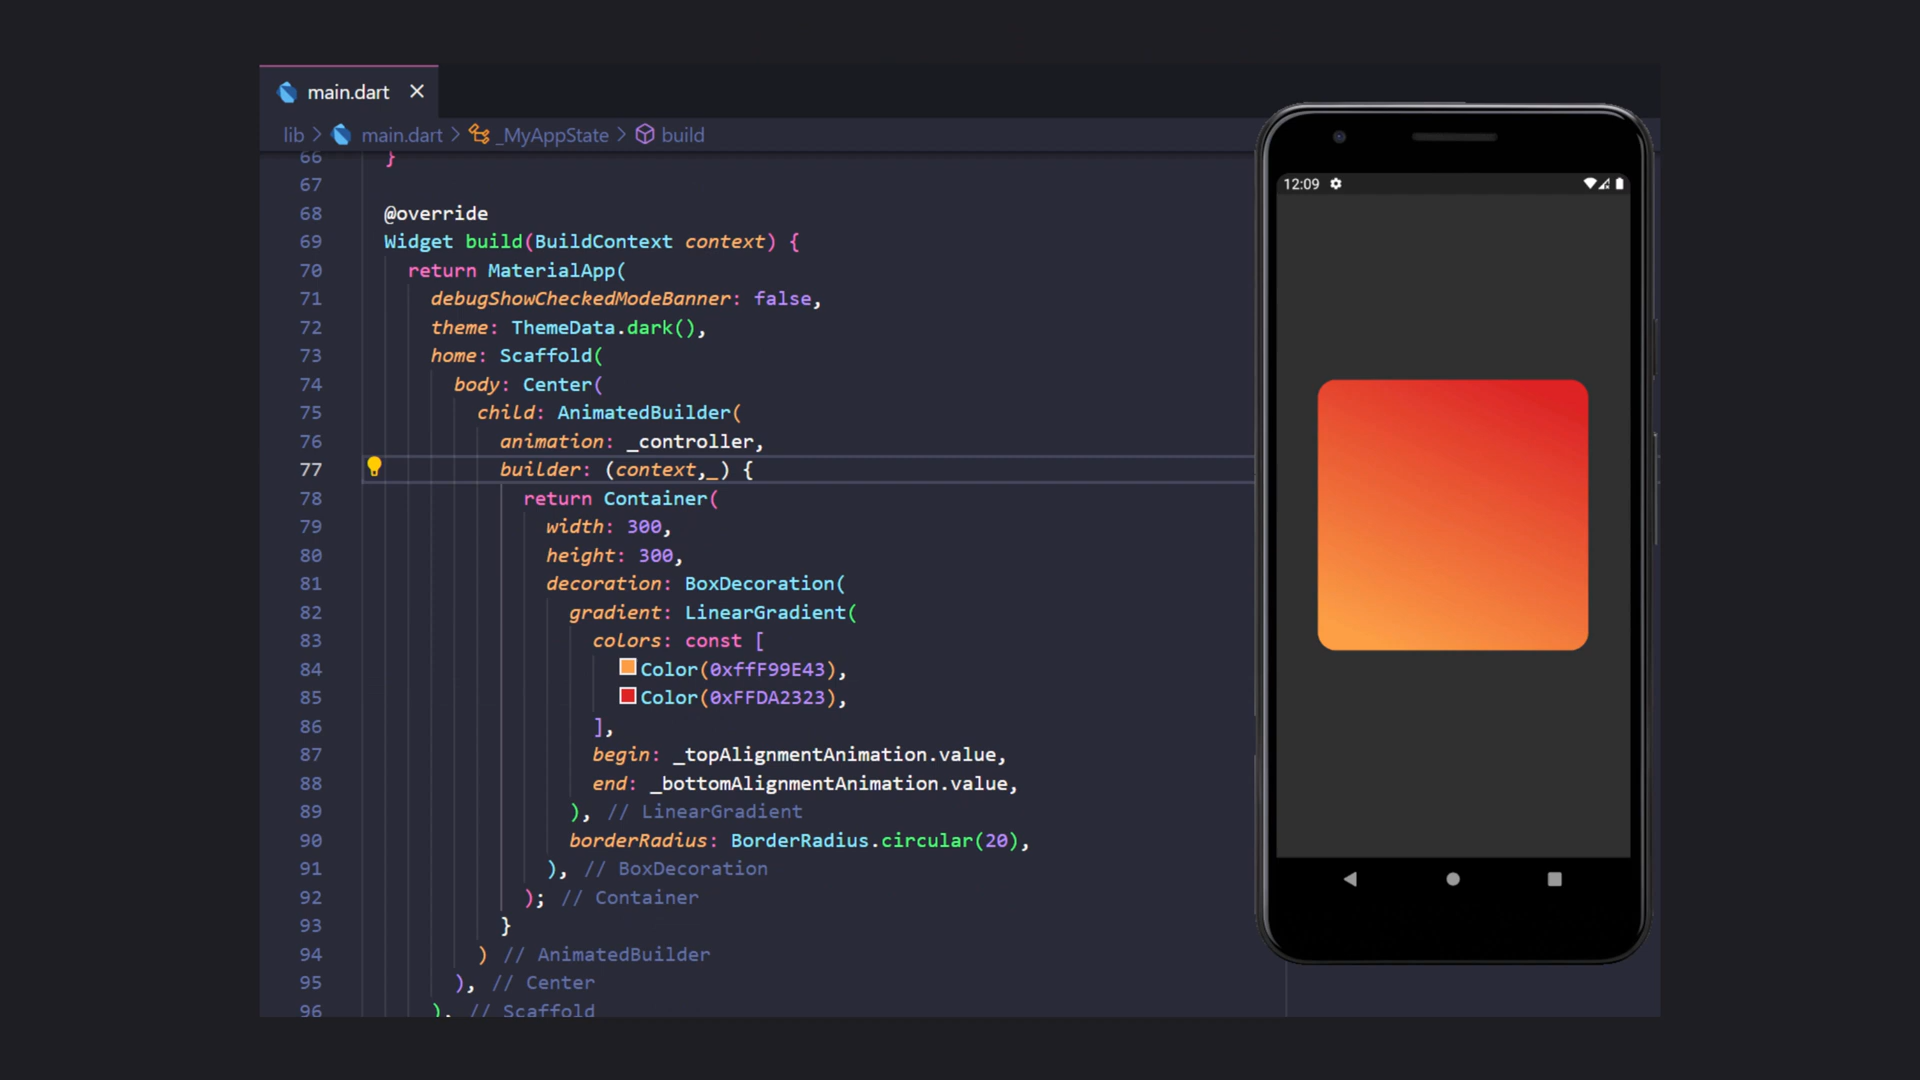 main.dart
lib > main.dart > _MyAppState > build
66 }
67
68 @override
69 Widget build(BuildContext context) {
70 return MaterialApp(
71 debugShowCheckedModeBanner: false,
72 theme: ThemeData.dark(),
73 home: Scaffold(
74 body: Center(
75 child: AnimatedBuilder(
76 animation: _controller,
77 builder: (context,_) {
78 return Container(
79 width: 300,
80 height: 300,
81 decoration: BoxDecoration(
82 gradient: LinearGradient(
83 colors: const [
84 Color(0xffF99E43),
85 Color(0xFFDA2323),
86 ],
87 begin: _topAlignmentAnimation.value,
88 end: _bottomAlignmentAnimation.value,
89 ), // LinearGradient
90 borderRadius: BorderRadius.circular(20),
91 ), // BoxDecoration
92 ); // Container
93 }
94 ) // AnimatedBuilder
95 ), // Center
96 ), // Scaffold
12:09